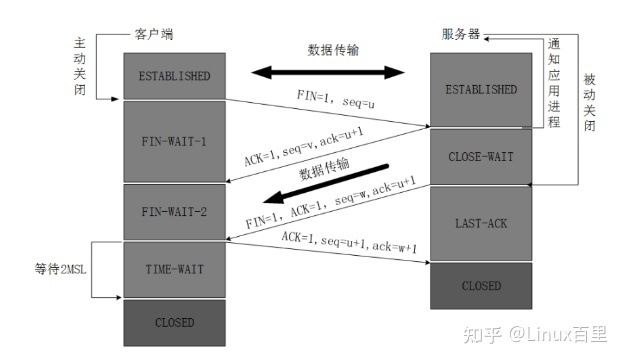 客户端
服务器
主动关闭
数据传输
通知应用进程
被动关闭
ESTABLISHED
ESTABLISHED
FIN=1, seq=u
FIN-WAIT-1
ACK=1,seq=v,ack=u+1
CLOSE-WAIT
数据传输
FIN-WAIT-2
FIN=1, ACK=1, seq=w,ack=u+1
LAST-ACK
ACK=1,seq=u+1,ack=w+1
等待2MSL
TIME-WAIT
CLOSED
CLOSED
知乎 @Linux百里